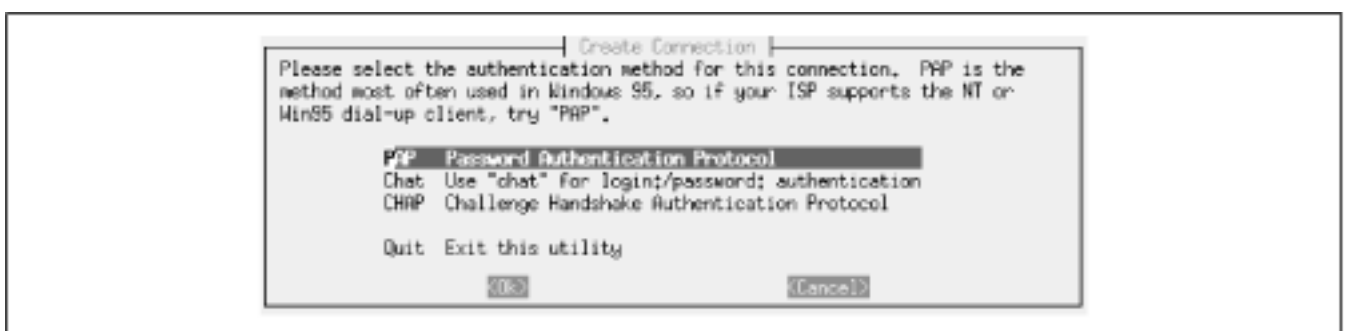 Create Connection
Please select the authentication method for this connection. PAP is the
method most often used in Windows 95, so if your ISP supports the NT or
Win95 dial-up client, try "PAP".
PAP Password Authentication Protocol
Chat Use "chat" for login:/password: authentication
CHAP Challenge Handshake Authentication Protocol
Quit Exit this utility
<Ok> <Cancel>